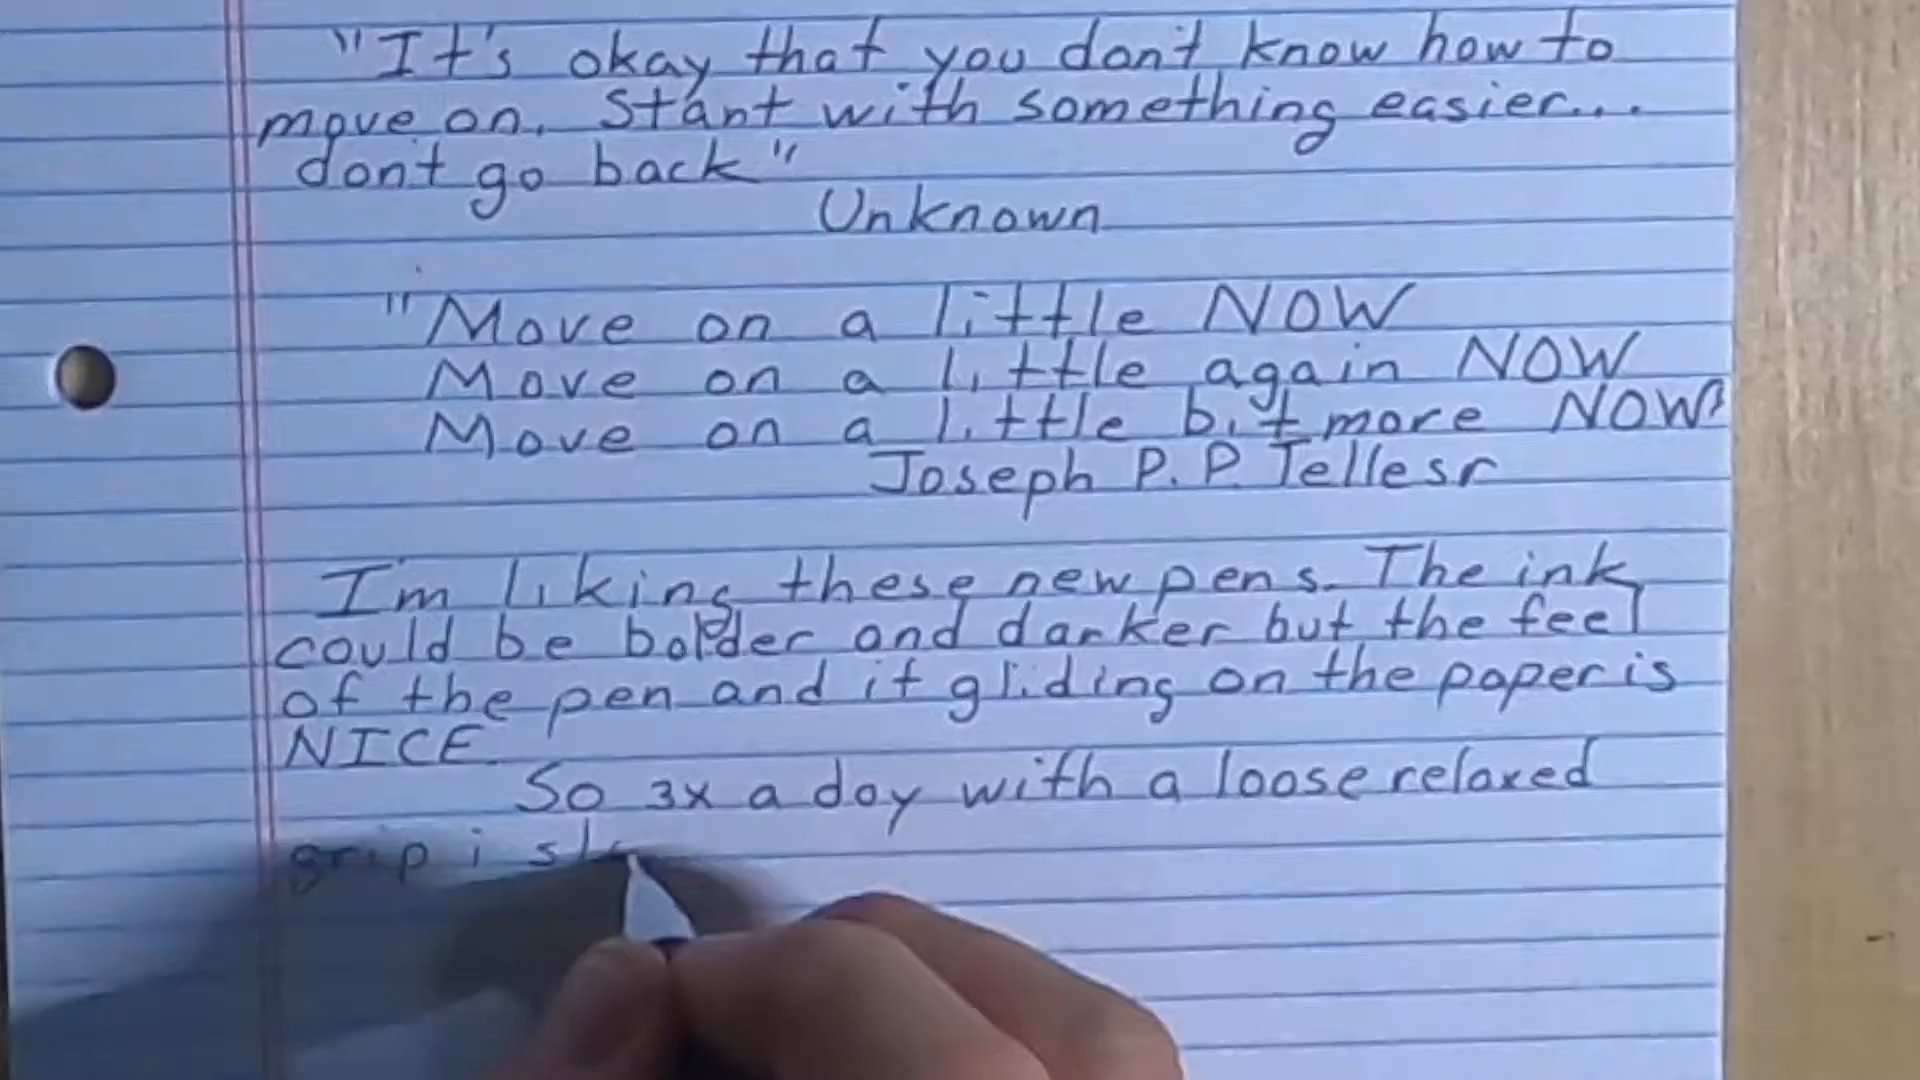 "It's okay that you don't know how to
move on. Start with something easier...
don't go back"
Unknown
"Move on a little NOW
Move on a little again NOW
Move on a little bit more NOW"
Joseph P. P. Tellesr
I'm liking these new pens. The ink
could be bolder and darker but the feel
of the pen and it gliding on the paper is
NICE.
So 3x a day with a loose relaxed
grip i